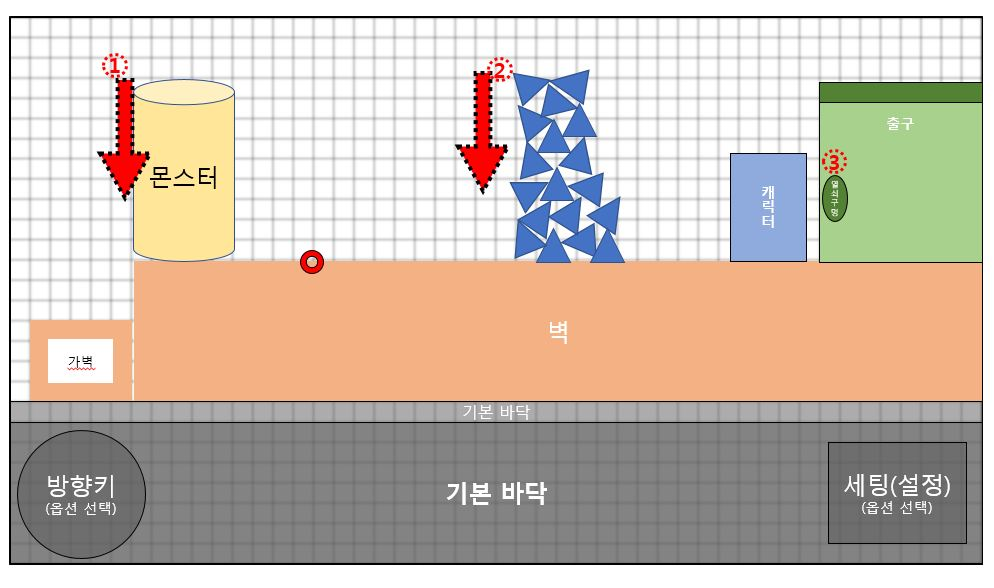 ①
②
몬스터
출구
③
열쇠구멍
캐릭터
벽
가벽
기본 바닥
방향키
(옵션 선택)
기본 바닥
세팅(설정)
(옵션 선택)